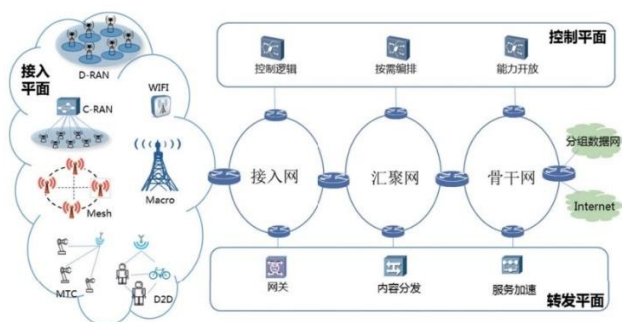 接入
平面
D-RAN
C-RAN
WIFI
Mesh
Macro
MTC
D2D
控制平面
控制逻辑
按需编排
能力开放
接入网
汇聚网
骨干网
分组数据网
Internet
网关
内容分发
服务加速
转发平面